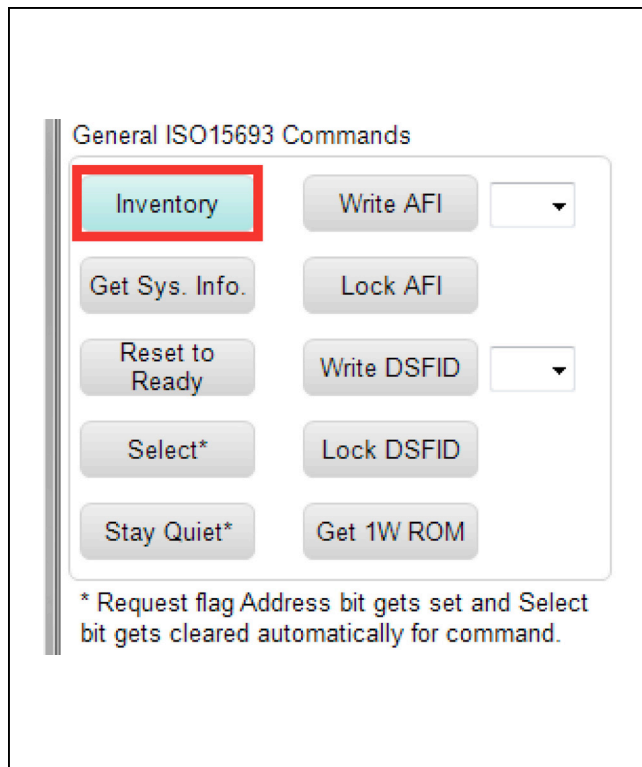 General ISO15693 Commands
Inventory
Write AFI
Get Sys. Info.
Lock AFI
Reset to
Ready
Write DSFID
Select*
Lock DSFID
Stay Quiet*
Get 1W ROM
* Request flag Address bit gets set and Select
bit gets cleared automatically for command.